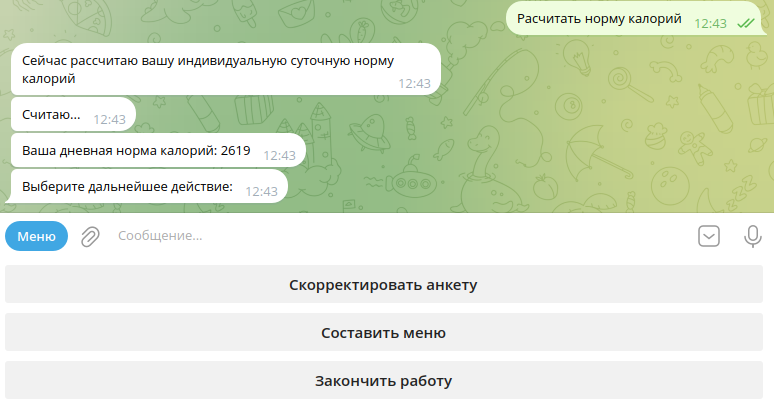 Расчитать норму калорий 12:43
Сейчас рассчитаю вашу индивидуальную суточную норму
калорий 12:43
Считаю... 12:43
Ваша дневная норма калорий: 2619 12:43
Выберите дальнейшее действие: 12:43
Меню Сообщение...
Скорректировать анкету
Составить меню
Закончить работу